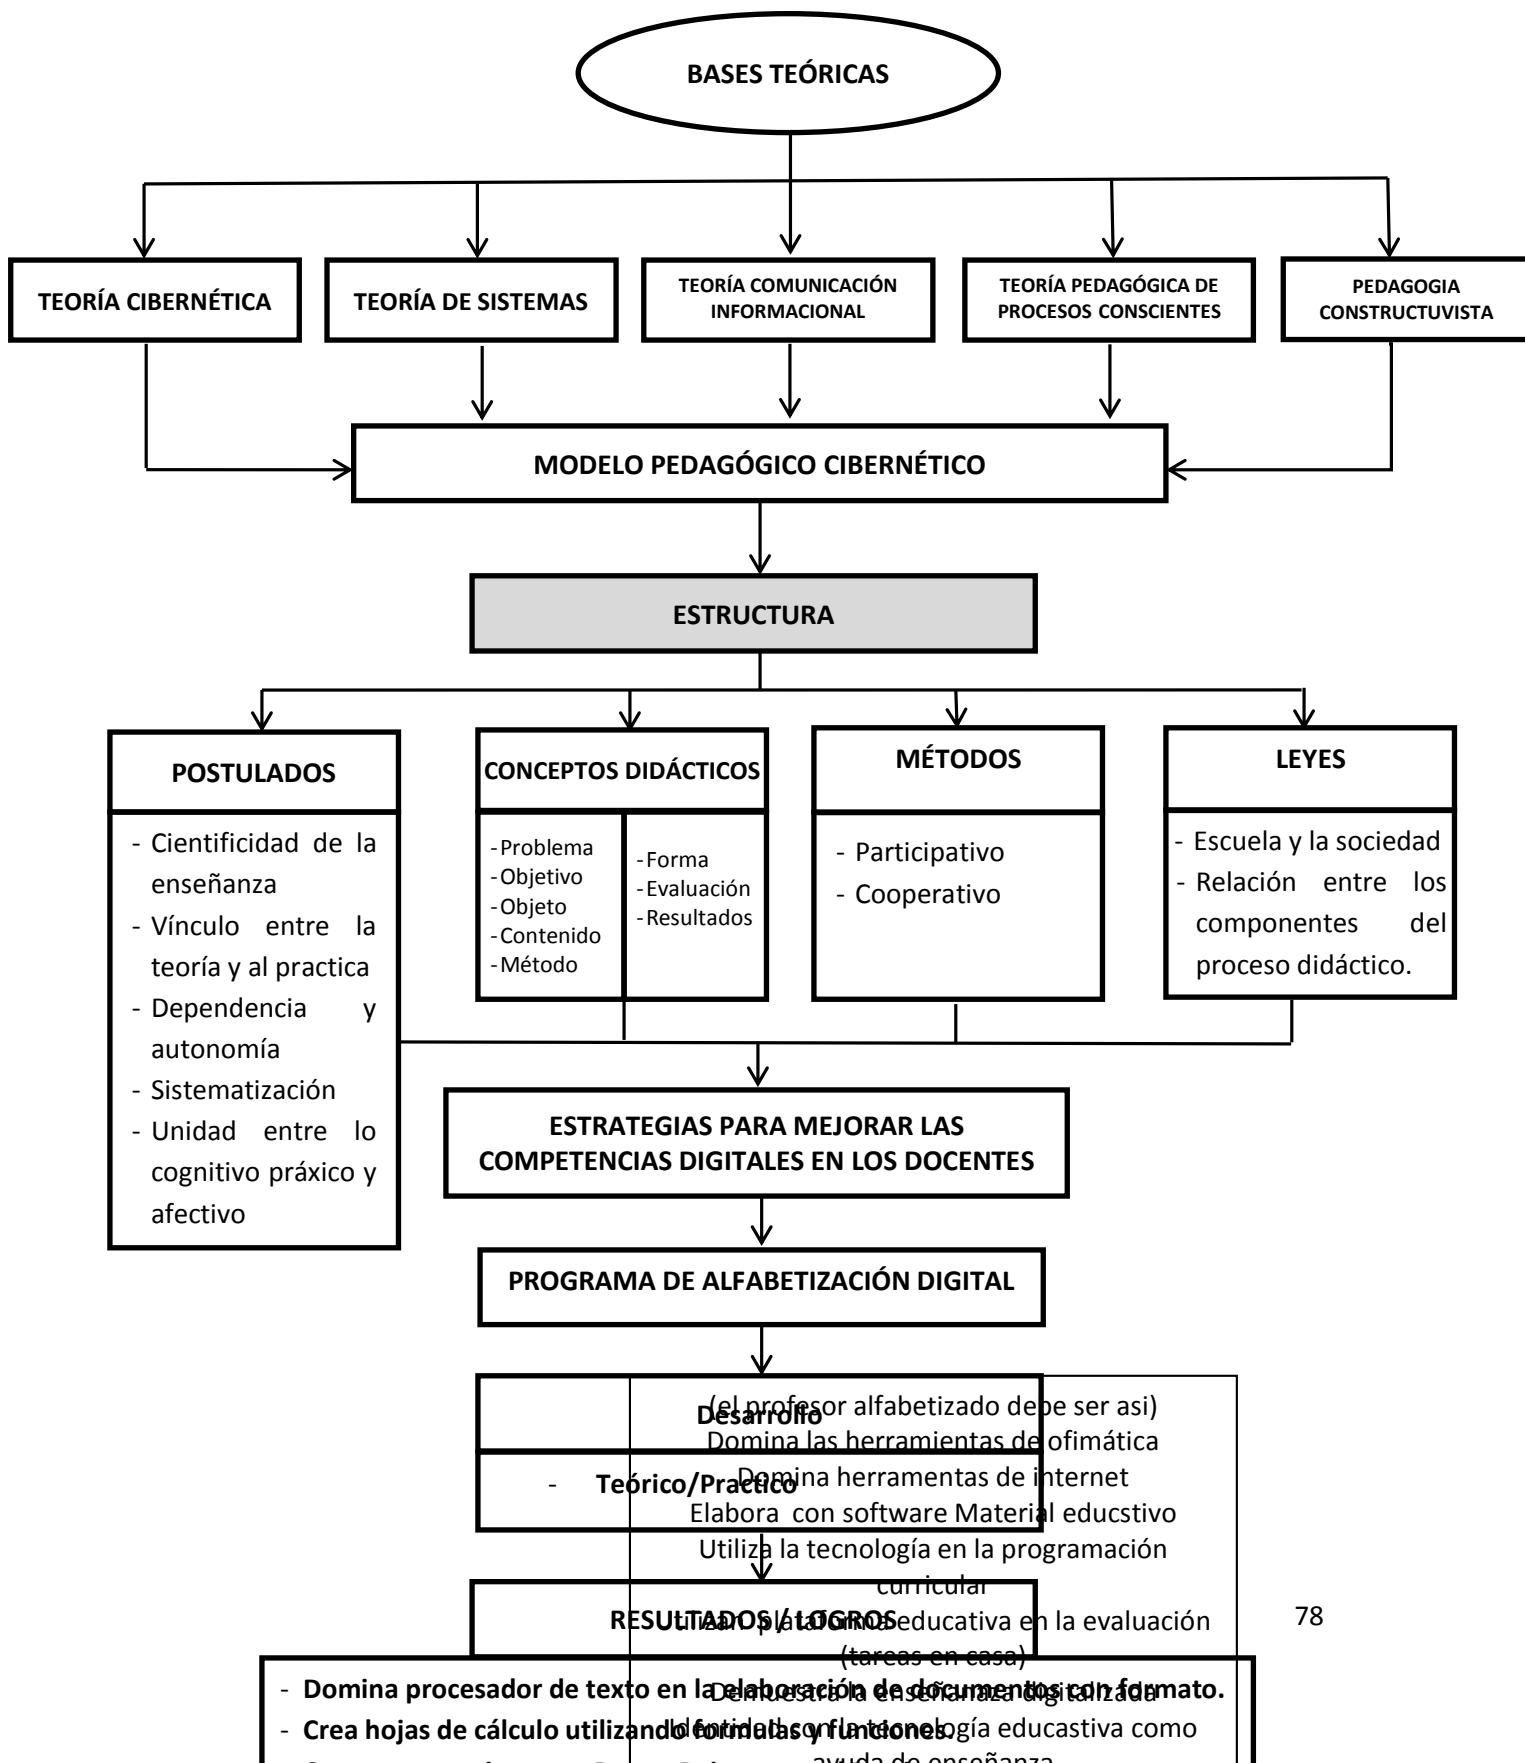 BASES TEÓRICAS
TEORÍA CIBERNÉTICA
TEORÍA DE SISTEMAS
TEORÍA COMUNICACIÓN
INFORMACIONAL
TEORÍA PEDAGÓGICA DE
PROCESOS CONSCIENTES
PEDAGOGIA
CONSTRUCTUVISTA
MODELO PEDAGÓGICO CIBERNÉTICO
ESTRUCTURA
POSTULADOS
- Cientificidad de la
enseñanza
- Vínculo entre la
teoría y al practica
- Dependencia y
autonomía
- Sistematización
- Unidad entre lo
cognitivo práxico y
afectivo
CONCEPTOS DIDÁCTICOS
-Problema
-Objetivo
-Objeto
-Contenido
-Método
-Forma
-Evaluación
-Resultados
MÉTODOS
- Participativo
- Cooperativo
LEYES
- Escuela y la sociedad
- Relación entre los
componentes del
proceso didáctico.
ESTRATEGIAS PARA MEJORAR LAS
COMPETENCIAS DIGITALES EN LOS DOCENTES
PROGRAMA DE ALFABETIZACIÓN DIGITAL
Desarrollo
- Teórico/Practico
(el profesor alfabetizado debe ser asi)
Domina las herramientas de ofimática
Domina herramentas de internet
Elabora con software Material educstivo
Utiliza la tecnología en la programación
curricular
Utilizan plataforma educativa en la evaluación
(tareas en casa)
Demuestra la enseñanaza digitalizada
Identidad con la tecnología educastiva como
ayuda de enseñanza
RESULTADOS / LOGROS
- Domina procesador de texto en la elaboración de documentos con formato.
- Crea hojas de cálculo utilizando formulas y funciones.
78